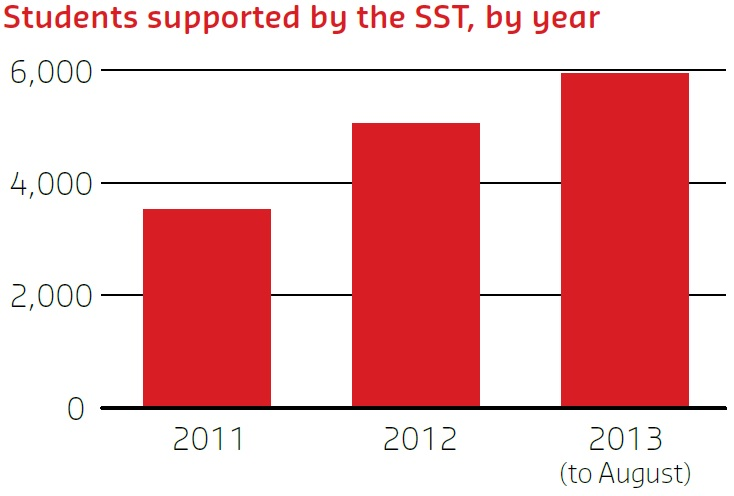 Students supported by the SST, by year
6,000
4,000
2,000
0
2011 2012 2013
(to August)